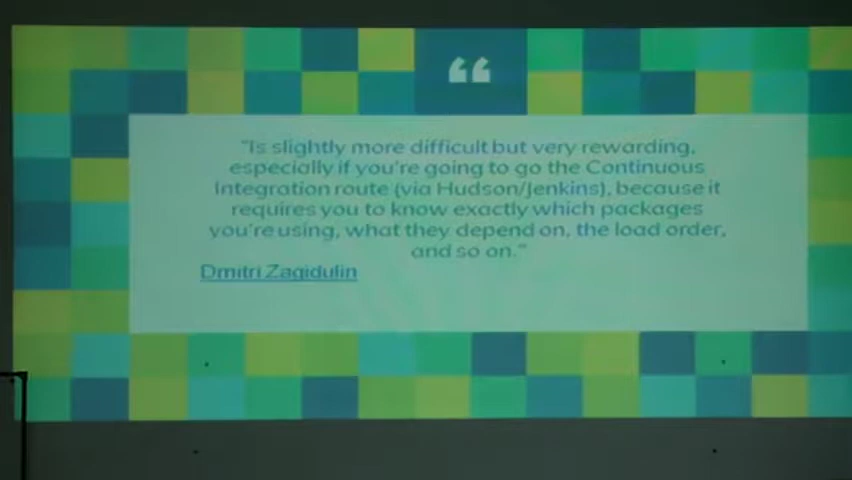 “
"Is slightly more difficult but very rewarding,
especially if you're going to go the Continuous
Integration route (via Hudson/Jenkins), because it
requires you to know exactly which packages
you're using, what they depend on, the load order,
and so on."
Dmitri Zagidulin